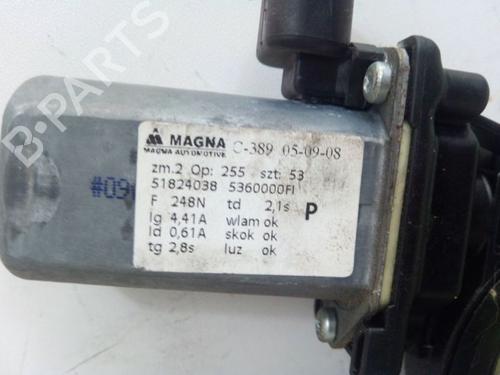 B-PARTS
MAGNA C-389 05-09-08
MAGNA AUTOMOTIVE
zm.2 Op: 255 szt: 53
51824038 5360000FI
F 248N td 2,1s P
Ig 4,41A wlam ok
Id 0,61A skok ok
tg 2,8s luz ok